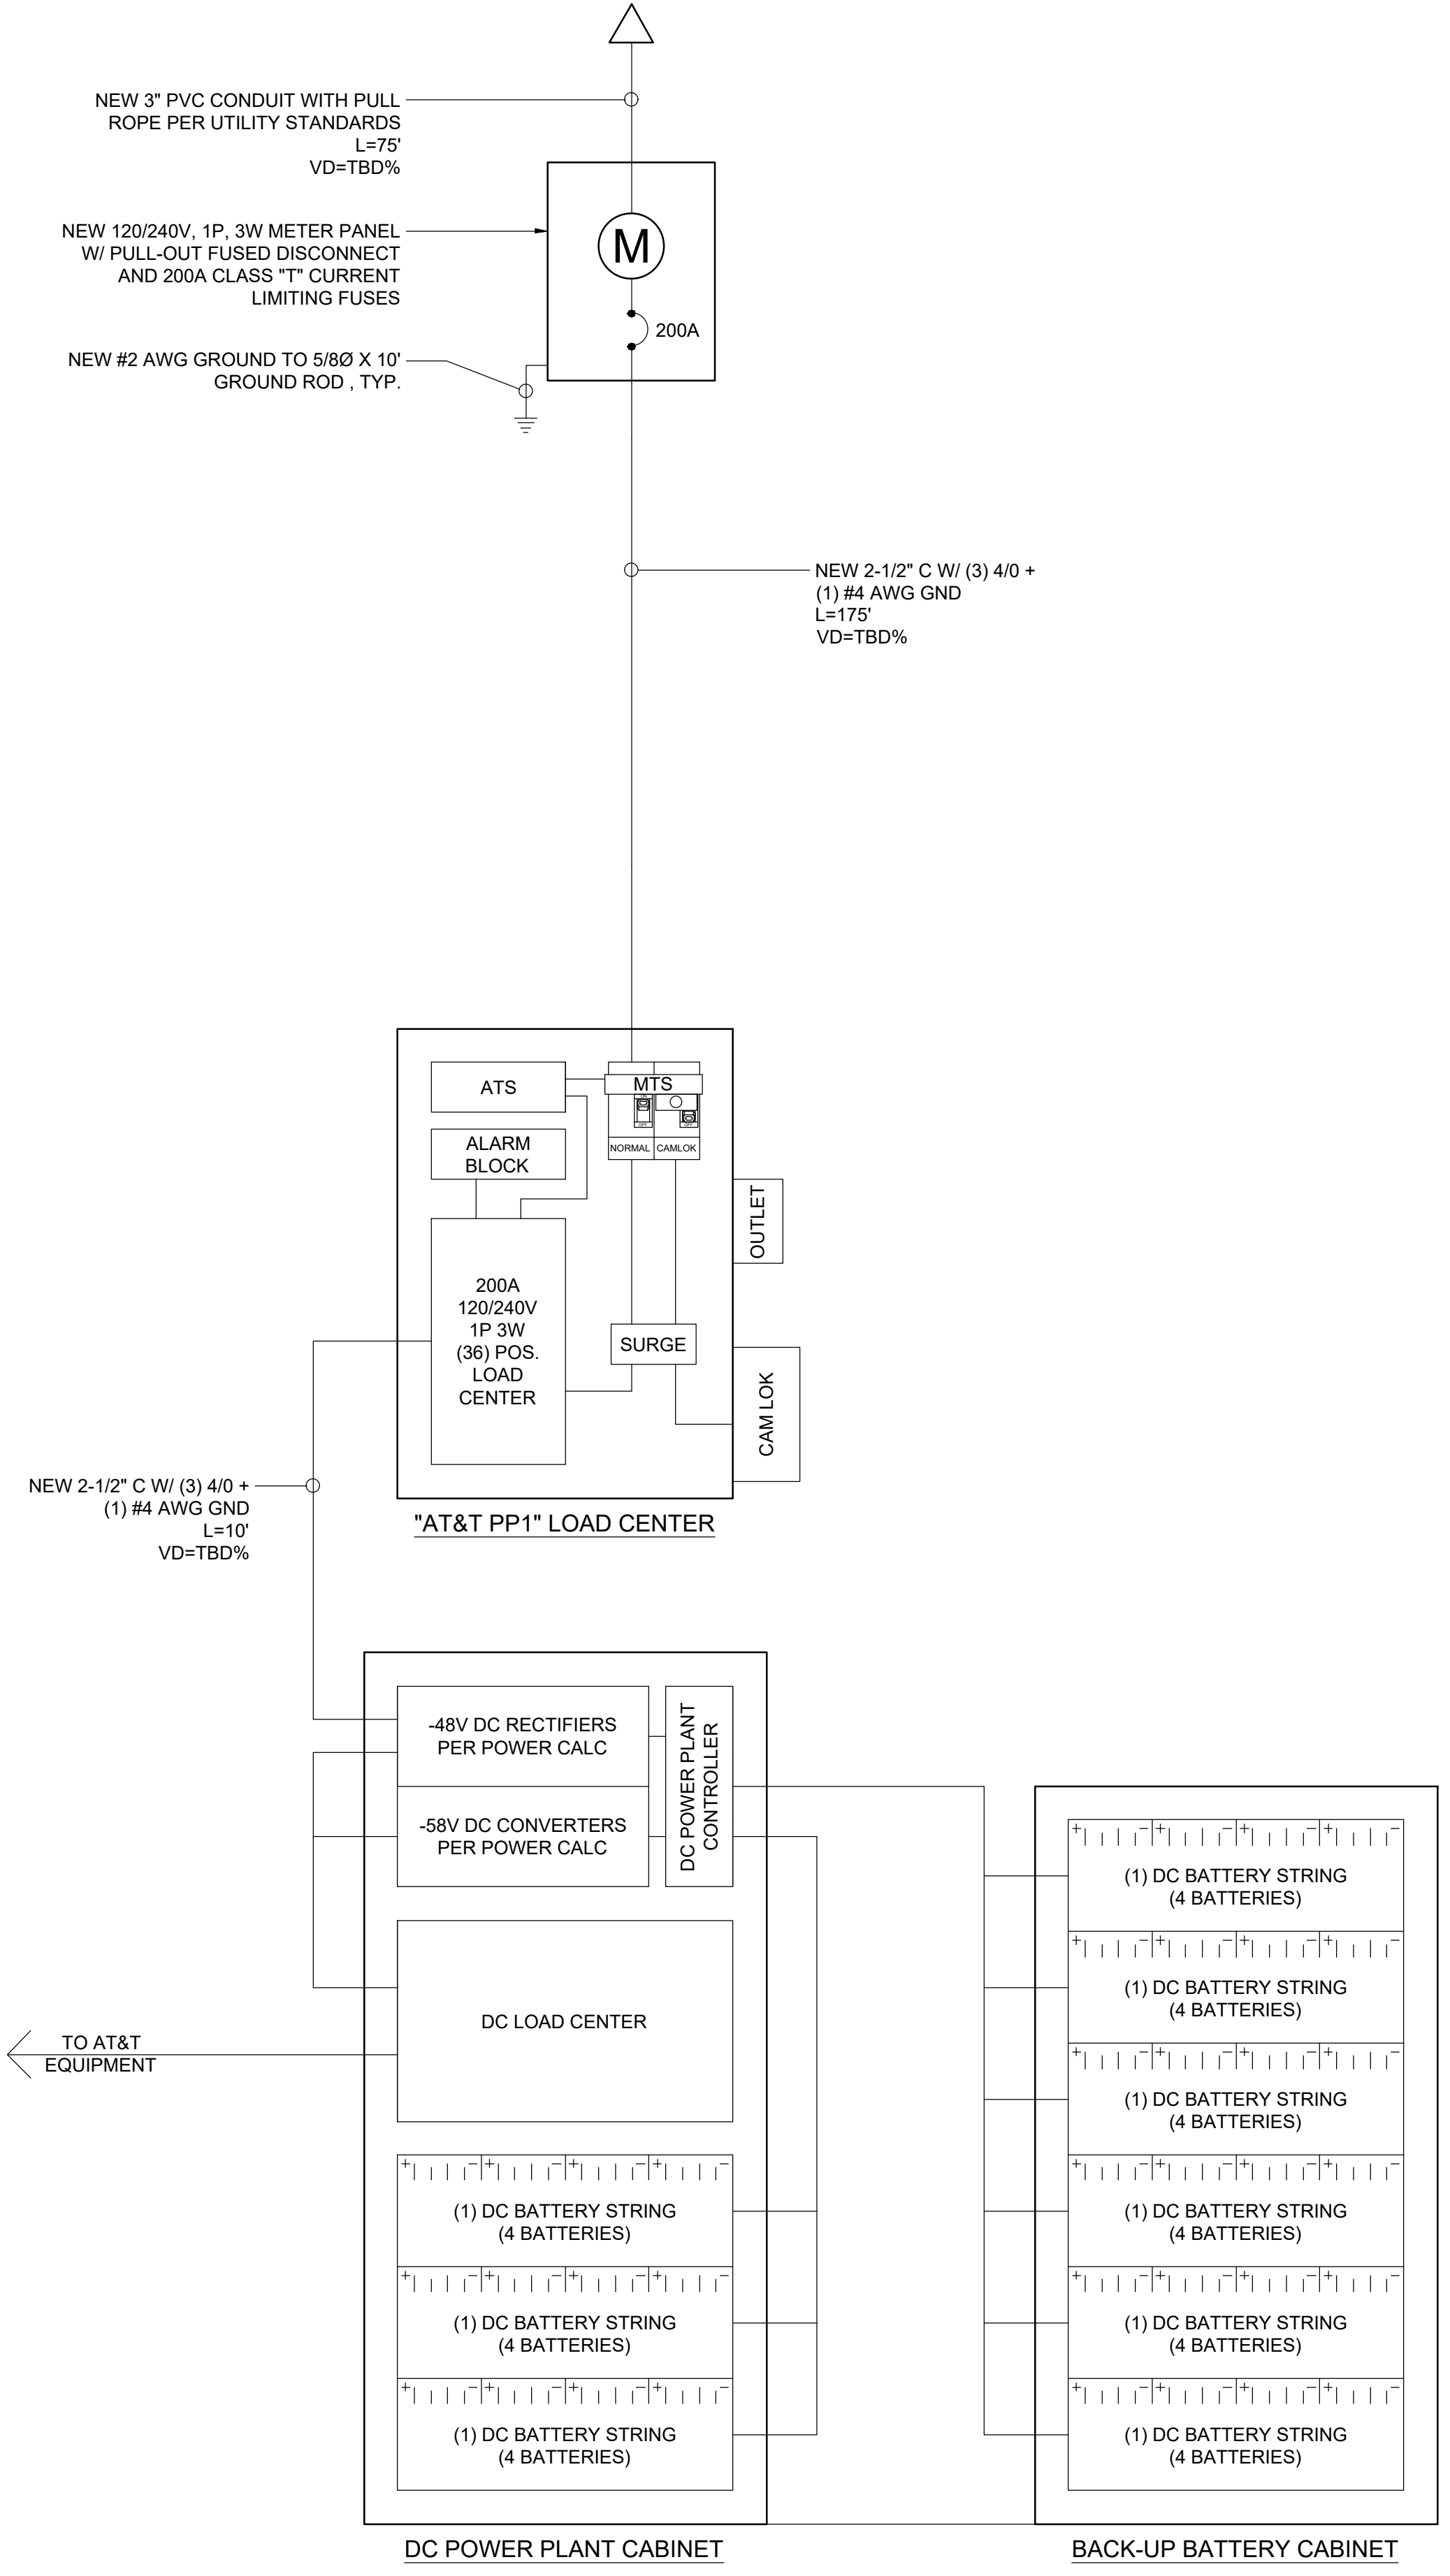 NEW 3" PVC CONDUIT WITH PULL
ROPE PER UTILITY STANDARDS
L=75'
VD=TBD%
NEW 120/240V, 1P, 3W METER PANEL
W/ PULL-OUT FUSED DISCONNECT
AND 200A CLASS "T" CURRENT
LIMITING FUSES
M
200A
NEW #2 AWG GROUND TO 5/8Ø X 10'
GROUND ROD , TYP.
NEW 2-1/2" C W/ (3) 4/0 +
(1) #4 AWG GND
L=175'
VD=TBD%
ATS
MTS
ON
OFF
OFF
NORMAL
CAMLOK
ALARM
BLOCK
OUTLET
200A
120/240V
1P 3W
(36) POS.
LOAD
CENTER
SURGE
CAM LOK
"AT&T PP1" LOAD CENTER
NEW 2-1/2" C W/ (3) 4/0 +
(1) #4 AWG GND
L=10'
VD=TBD%
-48V DC RECTIFIERS
PER POWER CALC
-58V DC CONVERTERS
PER POWER CALC
DC POWER PLANT
CONTROLLER
DC LOAD CENTER
TO AT&T
EQUIPMENT
+ − + − + − + −
(1) DC BATTERY STRING
(4 BATTERIES)
+ − + − + − + −
(1) DC BATTERY STRING
(4 BATTERIES)
+ − + − + − + −
(1) DC BATTERY STRING
(4 BATTERIES)
DC POWER PLANT CABINET
+ − + − + − + −
(1) DC BATTERY STRING
(4 BATTERIES)
+ − + − + − + −
(1) DC BATTERY STRING
(4 BATTERIES)
+ − + − + − + −
(1) DC BATTERY STRING
(4 BATTERIES)
+ − + − + − + −
(1) DC BATTERY STRING
(4 BATTERIES)
+ − + − + − + −
(1) DC BATTERY STRING
(4 BATTERIES)
+ − + − + − + −
(1) DC BATTERY STRING
(4 BATTERIES)
BACK-UP BATTERY CABINET